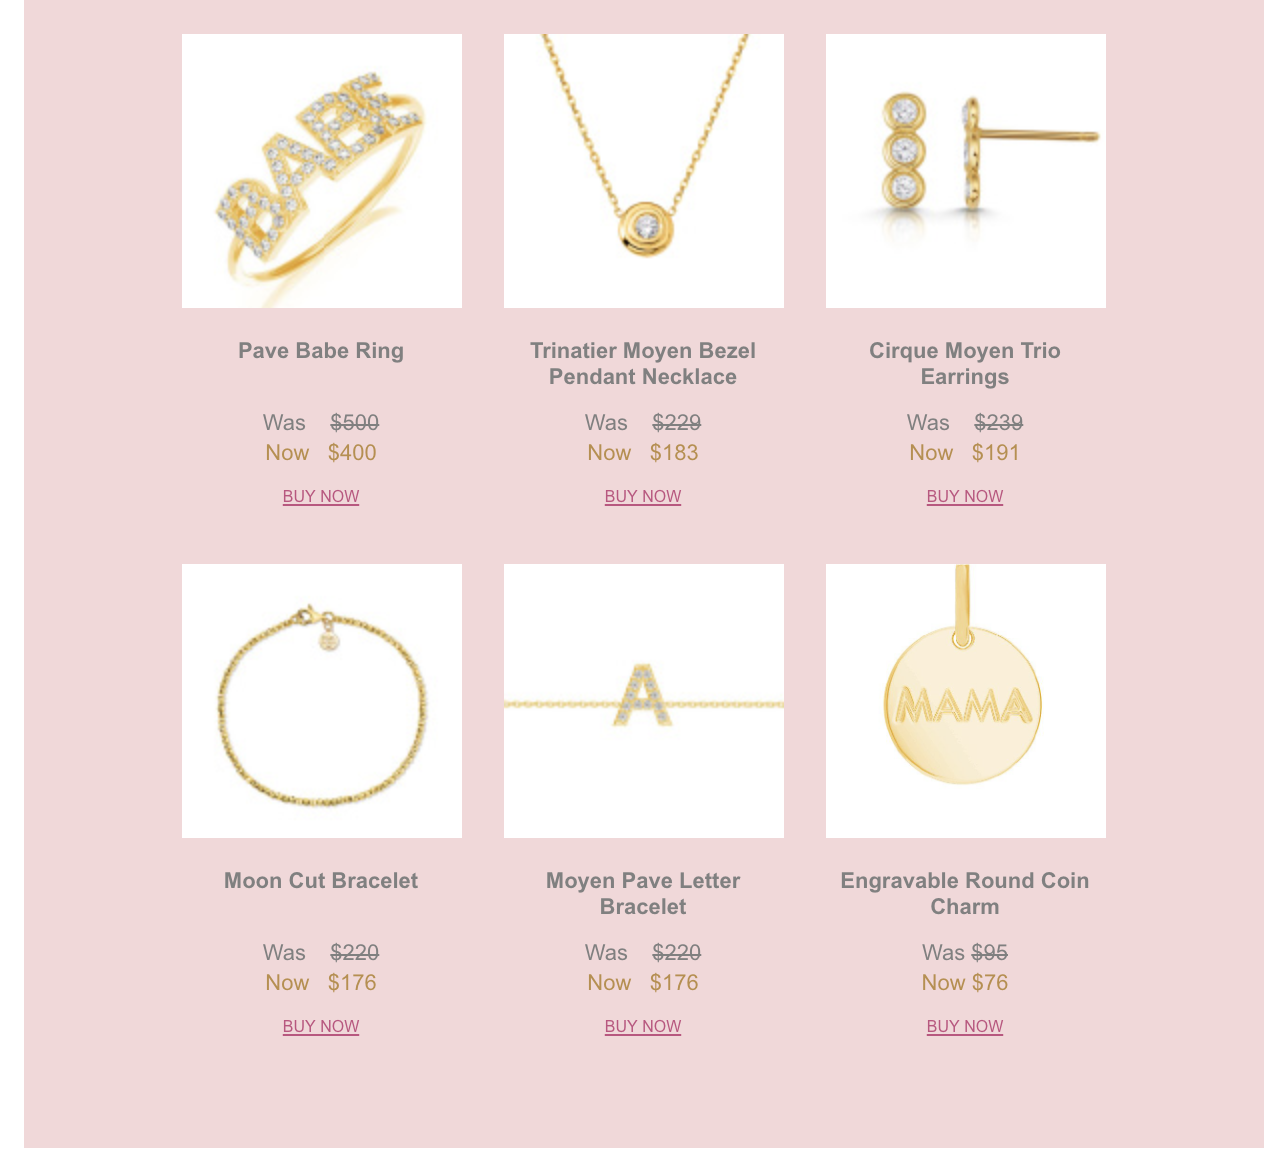 BABE
Pave Babe Ring
Was $500
Now $400
BUY NOW
Trinatier Moyen Bezel
Pendant Necklace
Was $229
Now $183
BUY NOW
Cirque Moyen Trio
Earrings
Was $239
Now $191
BUY NOW
A
MAMA
Moon Cut Bracelet
Was $220
Now $176
BUY NOW
Moyen Pave Letter
Bracelet
Was $220
Now $176
BUY NOW
Engravable Round Coin
Charm
Was $95
Now $76
BUY NOW